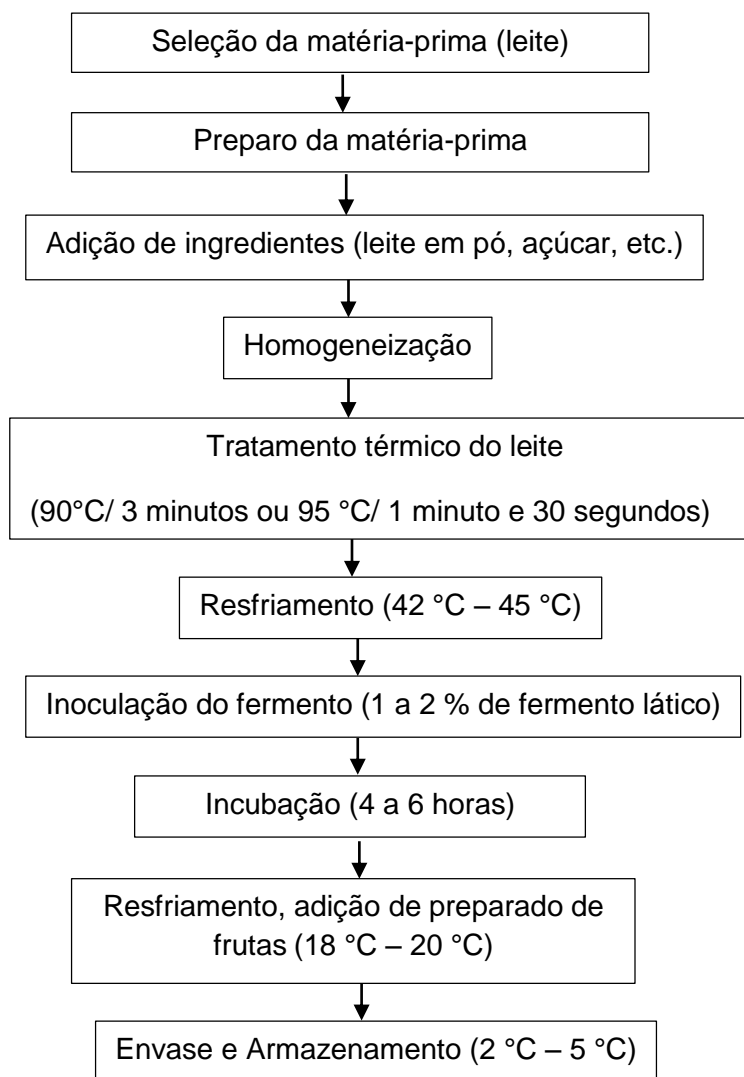 Seleção da matéria-prima (leite)
Preparo da matéria-prima
Adição de ingredientes (leite em pó, açúcar, etc.)
Homogeneização
Tratamento térmico do leite
(90°C/ 3 minutos ou 95 °C/ 1 minuto e 30 segundos)
Resfriamento (42 °C – 45 °C)
Inoculação do fermento (1 a 2 % de fermento lático)
Incubação (4 a 6 horas)
Resfriamento, adição de preparado de
frutas (18 °C – 20 °C)
Envase e Armazenamento (2 °C – 5 °C)